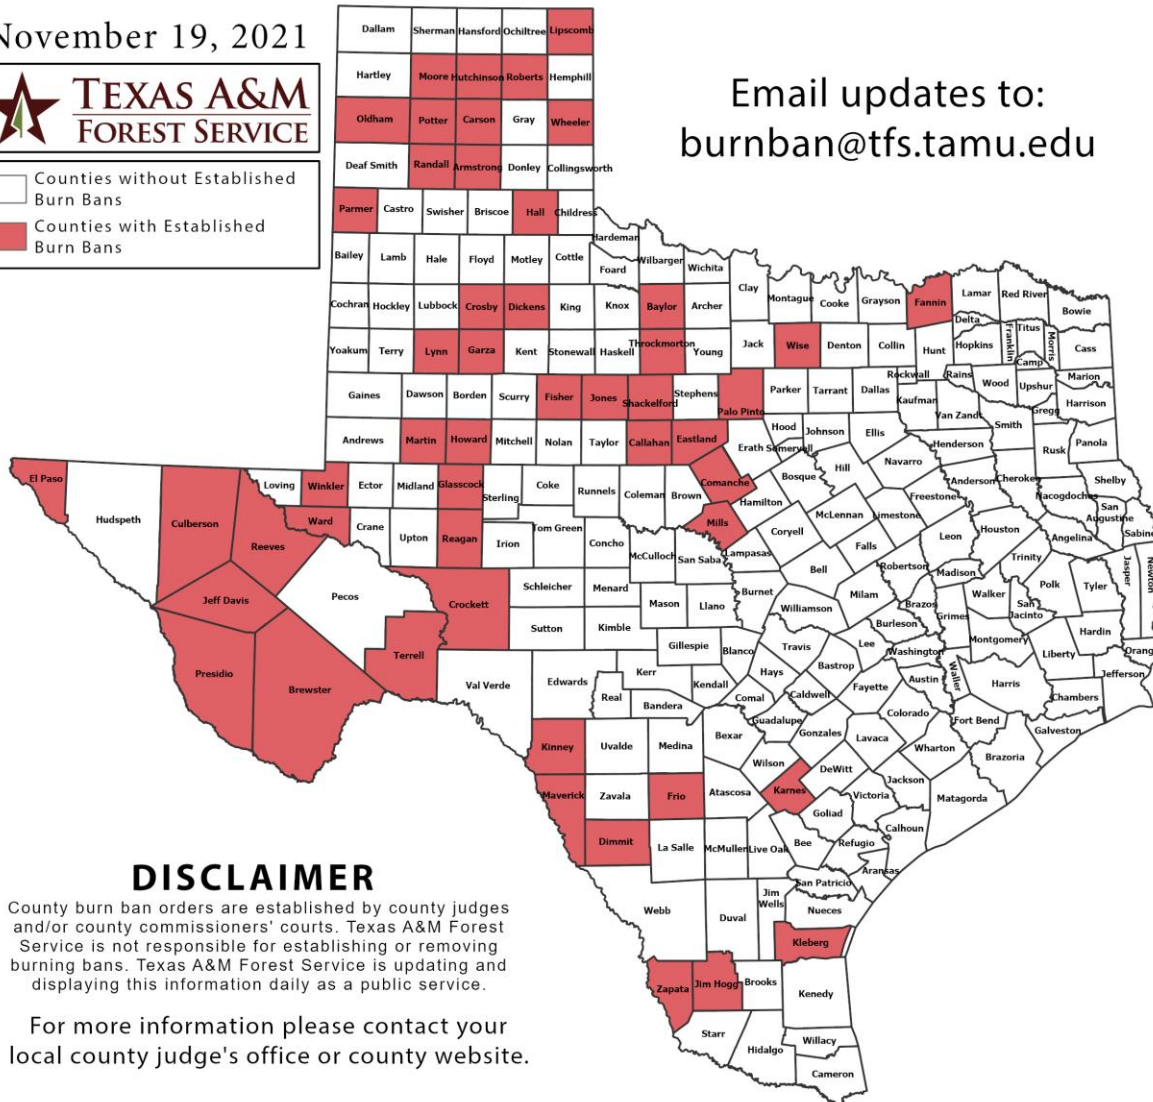 November 19, 2021
TEXAS A&M
FOREST SERVICE
Counties without Established
Burn Bans
Counties with Established
Burn Bans
Email updates to:
burnban@tfs.tamu.edu
Dallam Sherman Hansford Ochiltree Lipscomb
Hartley Moore Hutchinson Roberts Hemphill
Oldham Potter Carson Gray Wheeler
Deaf Smith Randall Armstrong Donley Collingsworth
Parmer Castro Swisher Briscoe Hall Childress
Hardeman
Bailey Lamb Hale Floyd Motley Cottle Foard Wilbarger Wichita
Cochran Hockley Lubbock Crosby Dickens King Knox Baylor Archer Clay Montague Cooke Grayson Fannin Lamar Red River Bowie
Delta Titus Franklin Morris
Yoakum Terry Lynn Garza Kent Stonewall Haskell Throckmorton Young Jack Wise Denton Collin Hunt Hopkins Camp Cass
Rockwall Rains Marion
Gaines Dawson Borden Scurry Fisher Jones Shackelford Stephens Palo Pinto Parker Tarrant Dallas Kaufman Van Zandt Wood Upshur Gregg Harrison
Andrews Martin Howard Mitchell Nolan Taylor Callahan Eastland Erath Hood Somervell Johnson Ellis Henderson Smith Rusk Panola
El Paso Hudspeth Culberson Reeves Loving Winkler Ector Midland Glasscock Sterling Coke Runnels Coleman Brown Comanche Hamilton Bosque Hill Navarro Freestone Anderson Cherokee Nacogdoches Shelby
San
Augustine Sabine
Ward Crane Upton Reagan Irion Tom Green Concho McCulloch San Saba Mills Lampasas Coryell McLennan Limestone Falls Leon Houston Angelina
Jeff Davis Pecos Crockett Schleicher Menard Mason Llano Burnet Bell Milam Robertson Madison Trinity Walker Polk Tyler Jasper Newton
San
Jacinto
Presidio Brewster Terrell Sutton Kimble Gillespie Blanco Williamson Travis Lee Burleson Brazos Grimes Washington Montgomery Liberty Hardin Orang
Val Verde Edwards Real Kerr Bandera Kendall Comal Hays Bastrop Caldwell Fayette Austin Waller Harris Chambers Jefferson
Kinney Uvalde Medina Bexar Guadalupe Gonzales Lavaca Colorado Wharton Fort Bend Brazoria Galveston
Maverick Zavala Frio Atascosa Wilson Karnes DeWitt Goliad Victoria Jackson Matagorda Calhoun
Dimmit La Salle McMullen Live Oak Bee Refugio Aransas
San Patricio
Webb Duval
Jim
Wells
Nueces
Kleberg
Zapata Jim Hogg Brooks Kenedy
Starr Hidalgo Willacy
Cameron
DISCLAIMER
County burn ban orders are established by county judges
and/or county commissioners' courts. Texas A&M Forest
Service is not responsible for establishing or removing
burning bans. Texas A&M Forest Service is updating and
displaying this information daily as a public service.
For more information please contact your
local county judge's office or county website.